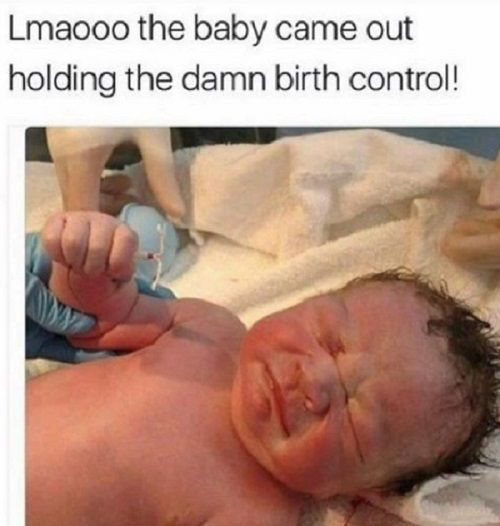 Lmaooo the baby came out
holding the damn birth control!